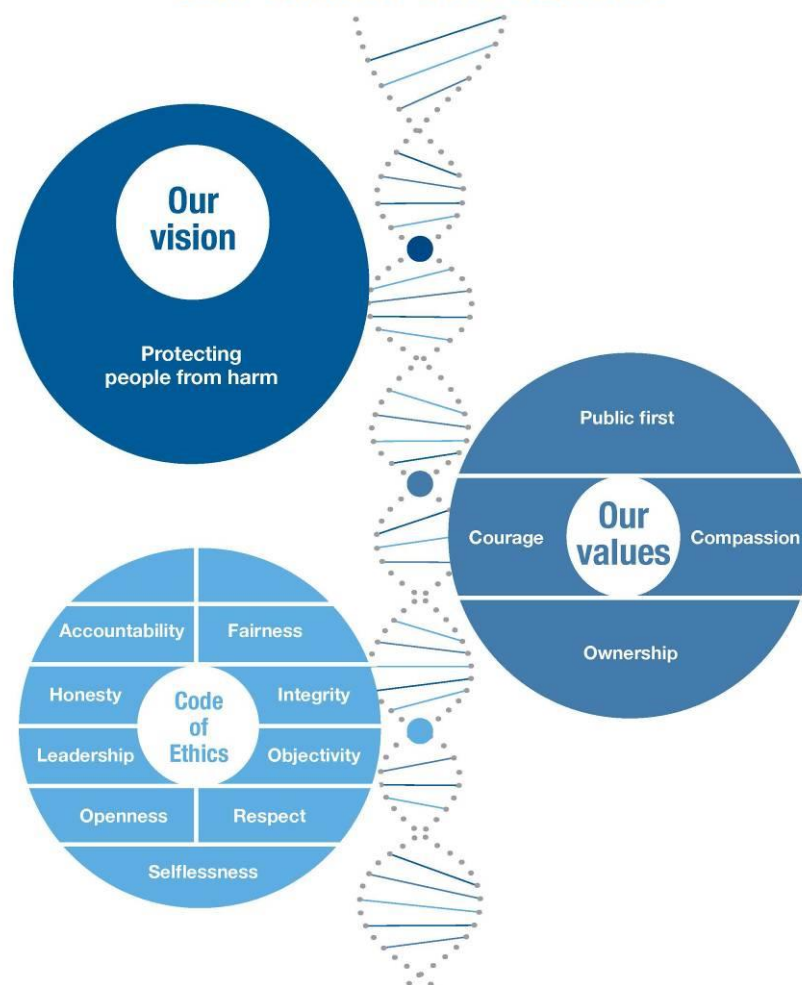 Our
vision
Protecting
people from harm
Public first
Courage
Our
values
Compassion
Ownership
Accountability
Fairness
Honesty
Code
of
Ethics
Integrity
Leadership
Objectivity
Openness
Respect
Selflessness